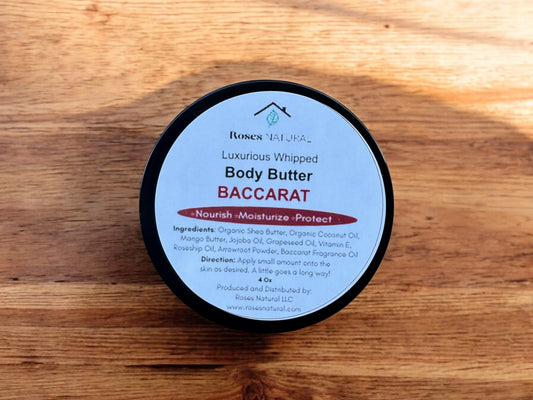 Roses NATURAL
Luxurious Whipped
Body Butter
BACCARAT
Nourish Moisturize Protect
Ingredients: Organic Shea Butter, Organic Coconut Oil,
Mango Butter, Jojoba Oil, Grapeseed Oil, Vitamin E,
Roseship Oil, Arrowroot Powder, Baccarat Fragrance Oil
Direction: Apply small amount onto the
skin as desired. A little goes a long way!
4 Oz
Produced and Distributed by:
Roses Natural LLC
www.rosesnatural.com